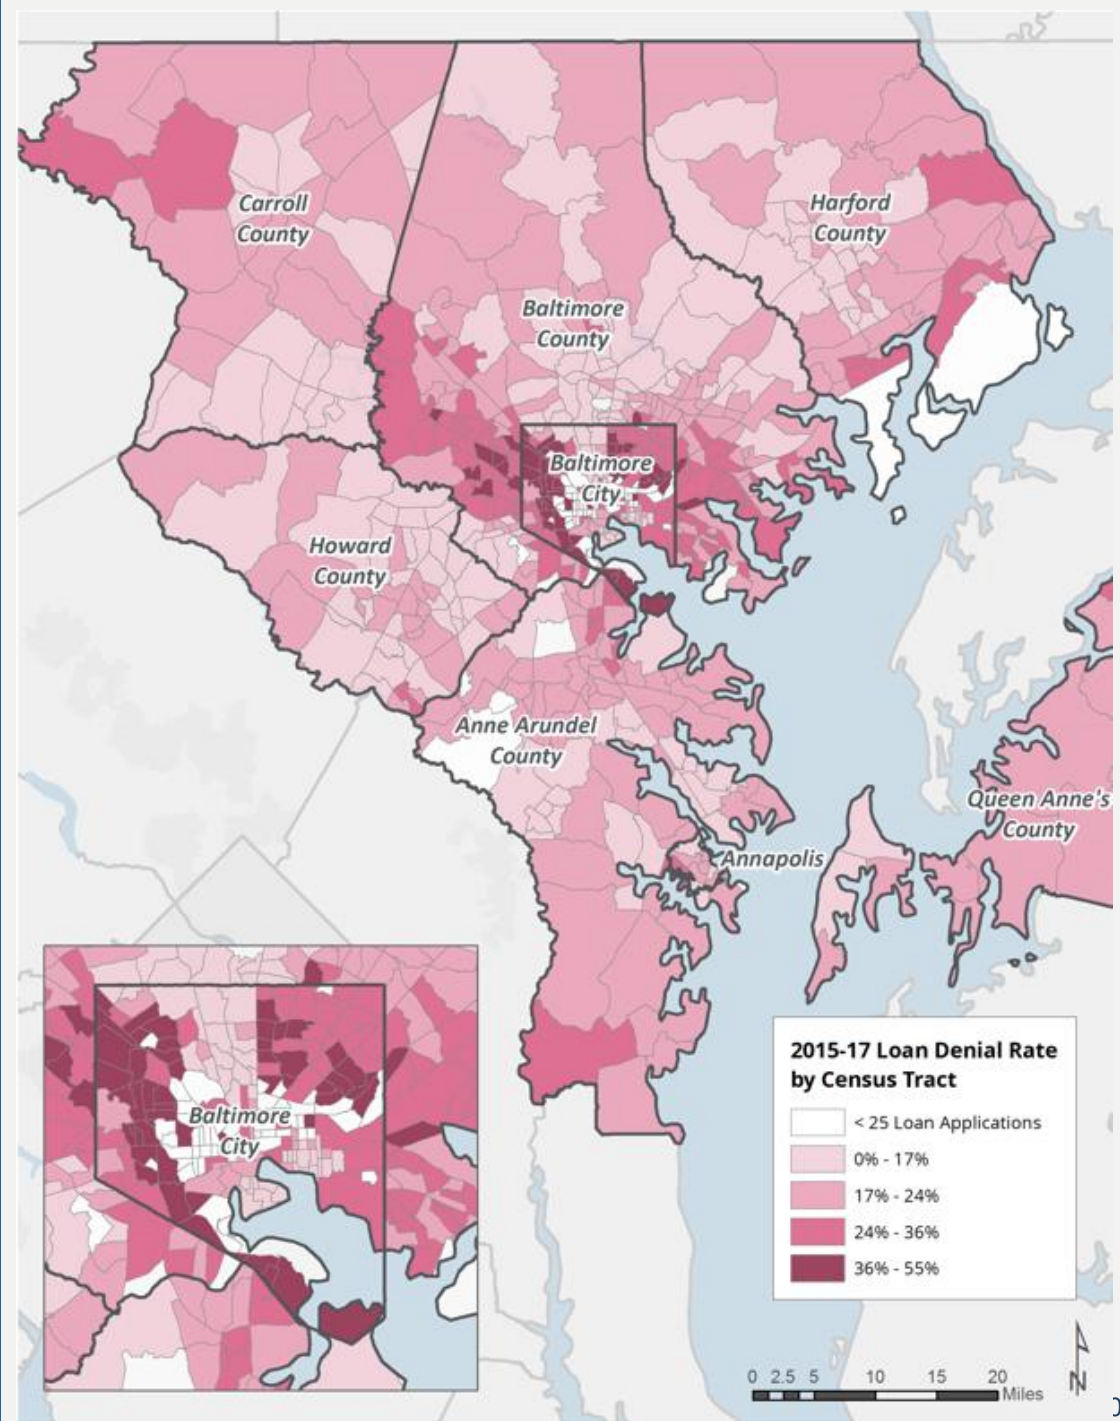 Carroll
County
Harford
County
Baltimore
County
Baltimore
City
Howard
County
Anne Arundel
County
Queen Anne's
County
Annapolis
Baltimore
City
2015-17 Loan Denial Rate
by Census Tract
< 25 Loan Applications
0% - 17%
17% - 24%
24% - 36%
36% - 55%
0 2.5 5 10 15 20
Miles
N